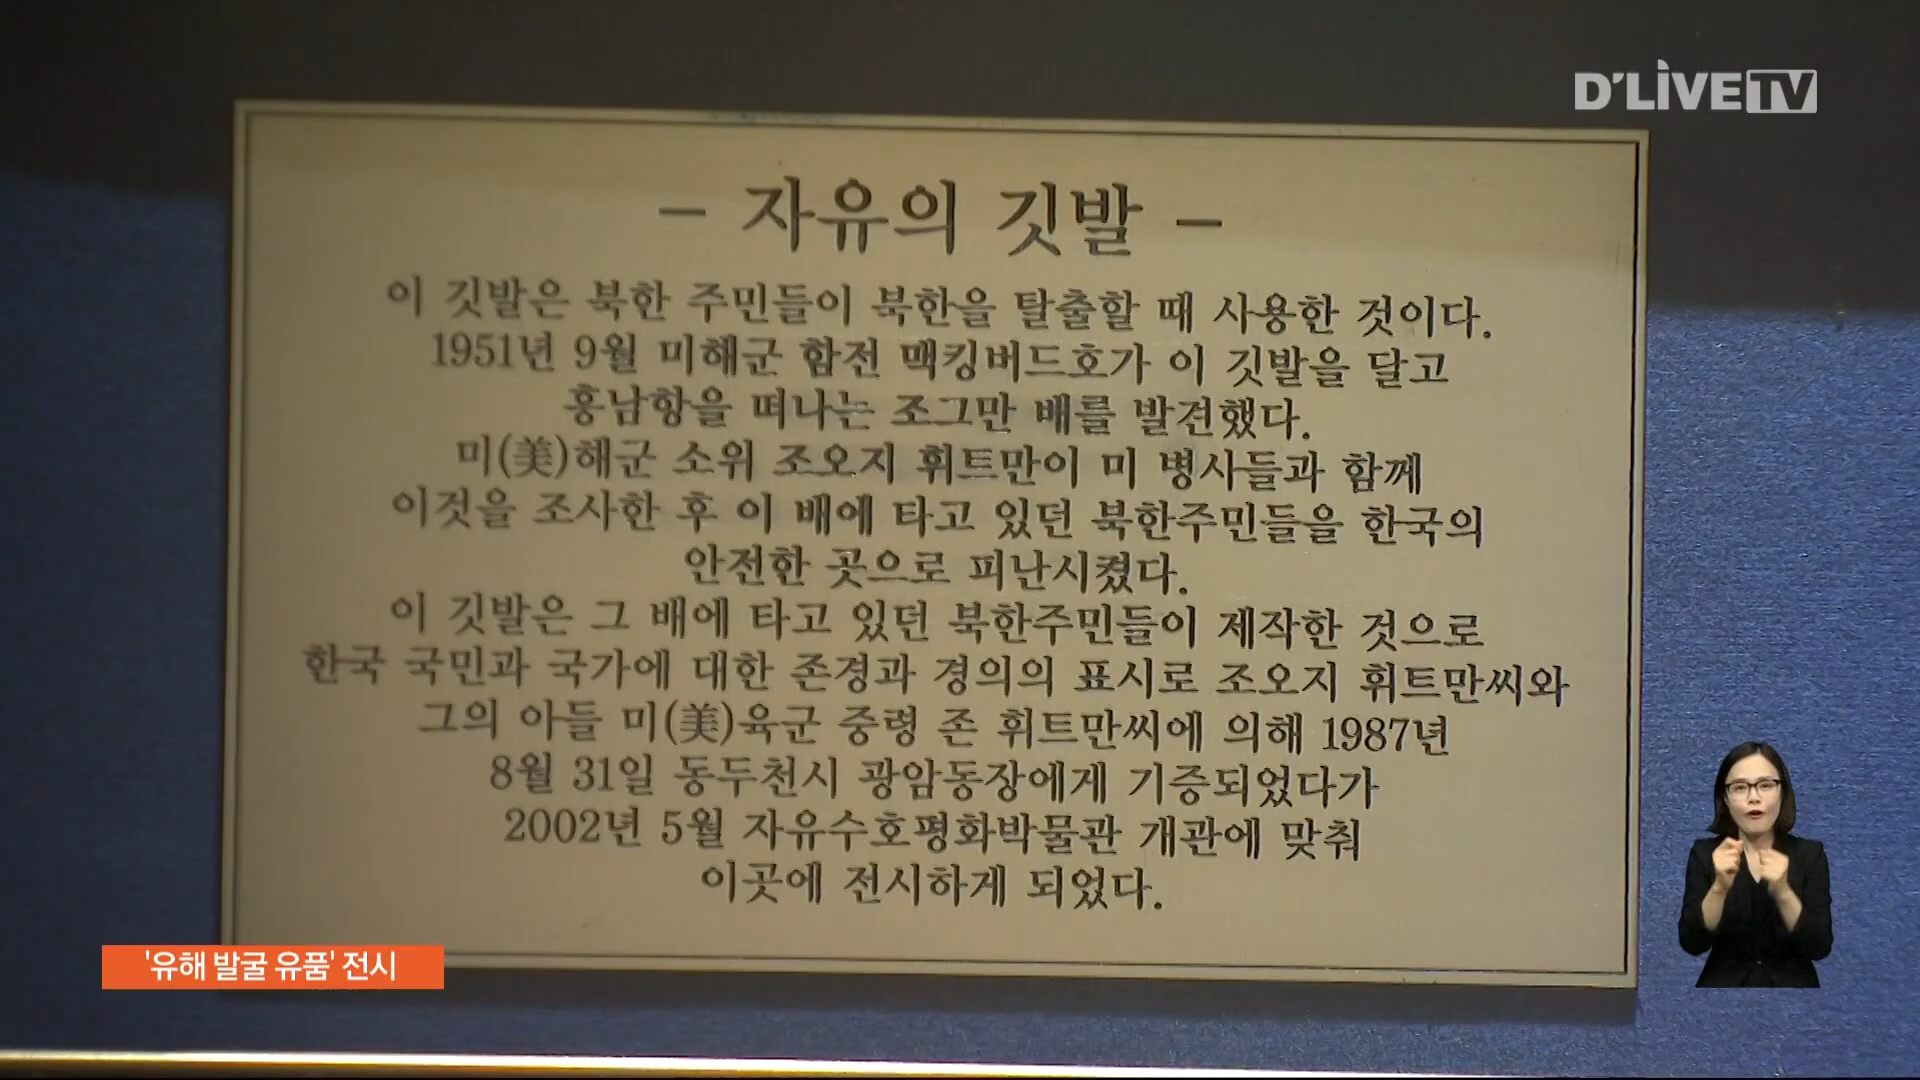 D'LIVE TV
- 자유의 깃발 -
이 깃발은 북한 주민들이 북한을 탈출할 때 사용한 것이다.
1951년 9월 미해군 함전 맥킹버드호가 이 깃발을 달고
흥남항을 떠나는 조그만 배를 발견했다.
미(美)해군 소위 조오지 휘트만이 미 병사들과 함께
이것을 조사한 후 이 배에 타고 있던 북한주민들을 한국의
안전한 곳으로 피난시켰다.
이 깃발은 그 배에 타고 있던 북한주민들이 제작한 것으로
한국 국민과 국가에 대한 존경과 경의의 표시로 조오지 휘트만씨와
그의 아들 미(美)육군 중령 존 휘트만씨에 의해 1987년
8월 31일 동두천시 광암동장에게 기증되었다가
2002년 5월 자유수호평화박물관 개관에 맞춰
이곳에 전시하게 되었다.
'유해 발굴 유품' 전시